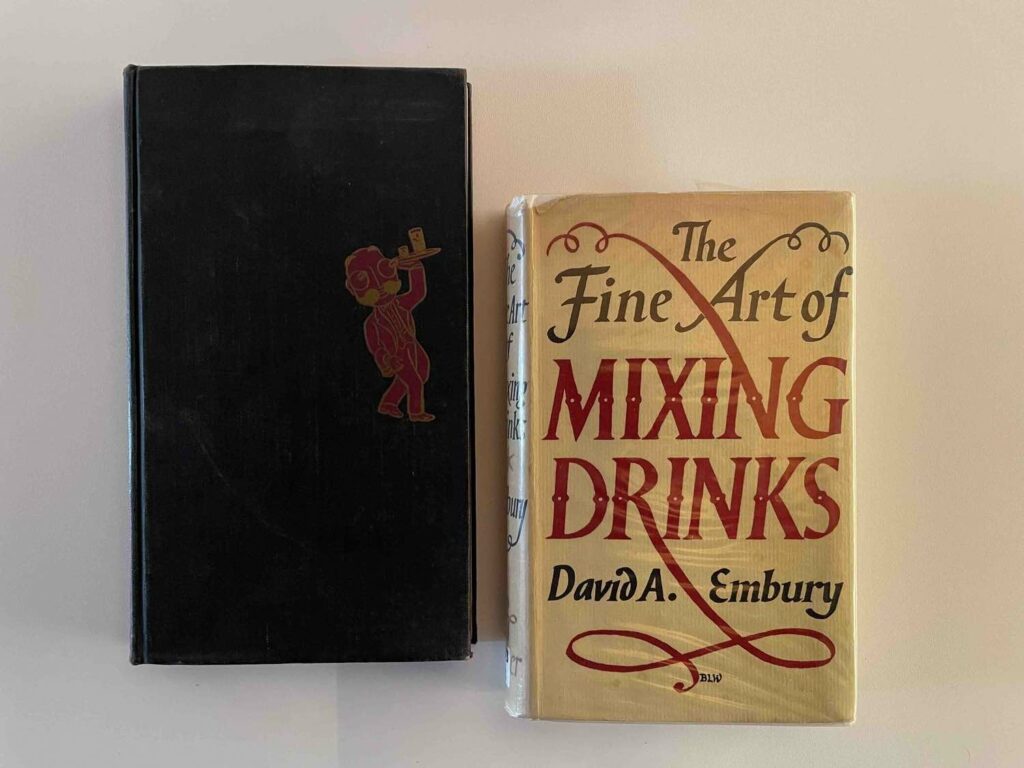 The
Fine Art of
MIXING
DRINKS
David A. Embury
BLW